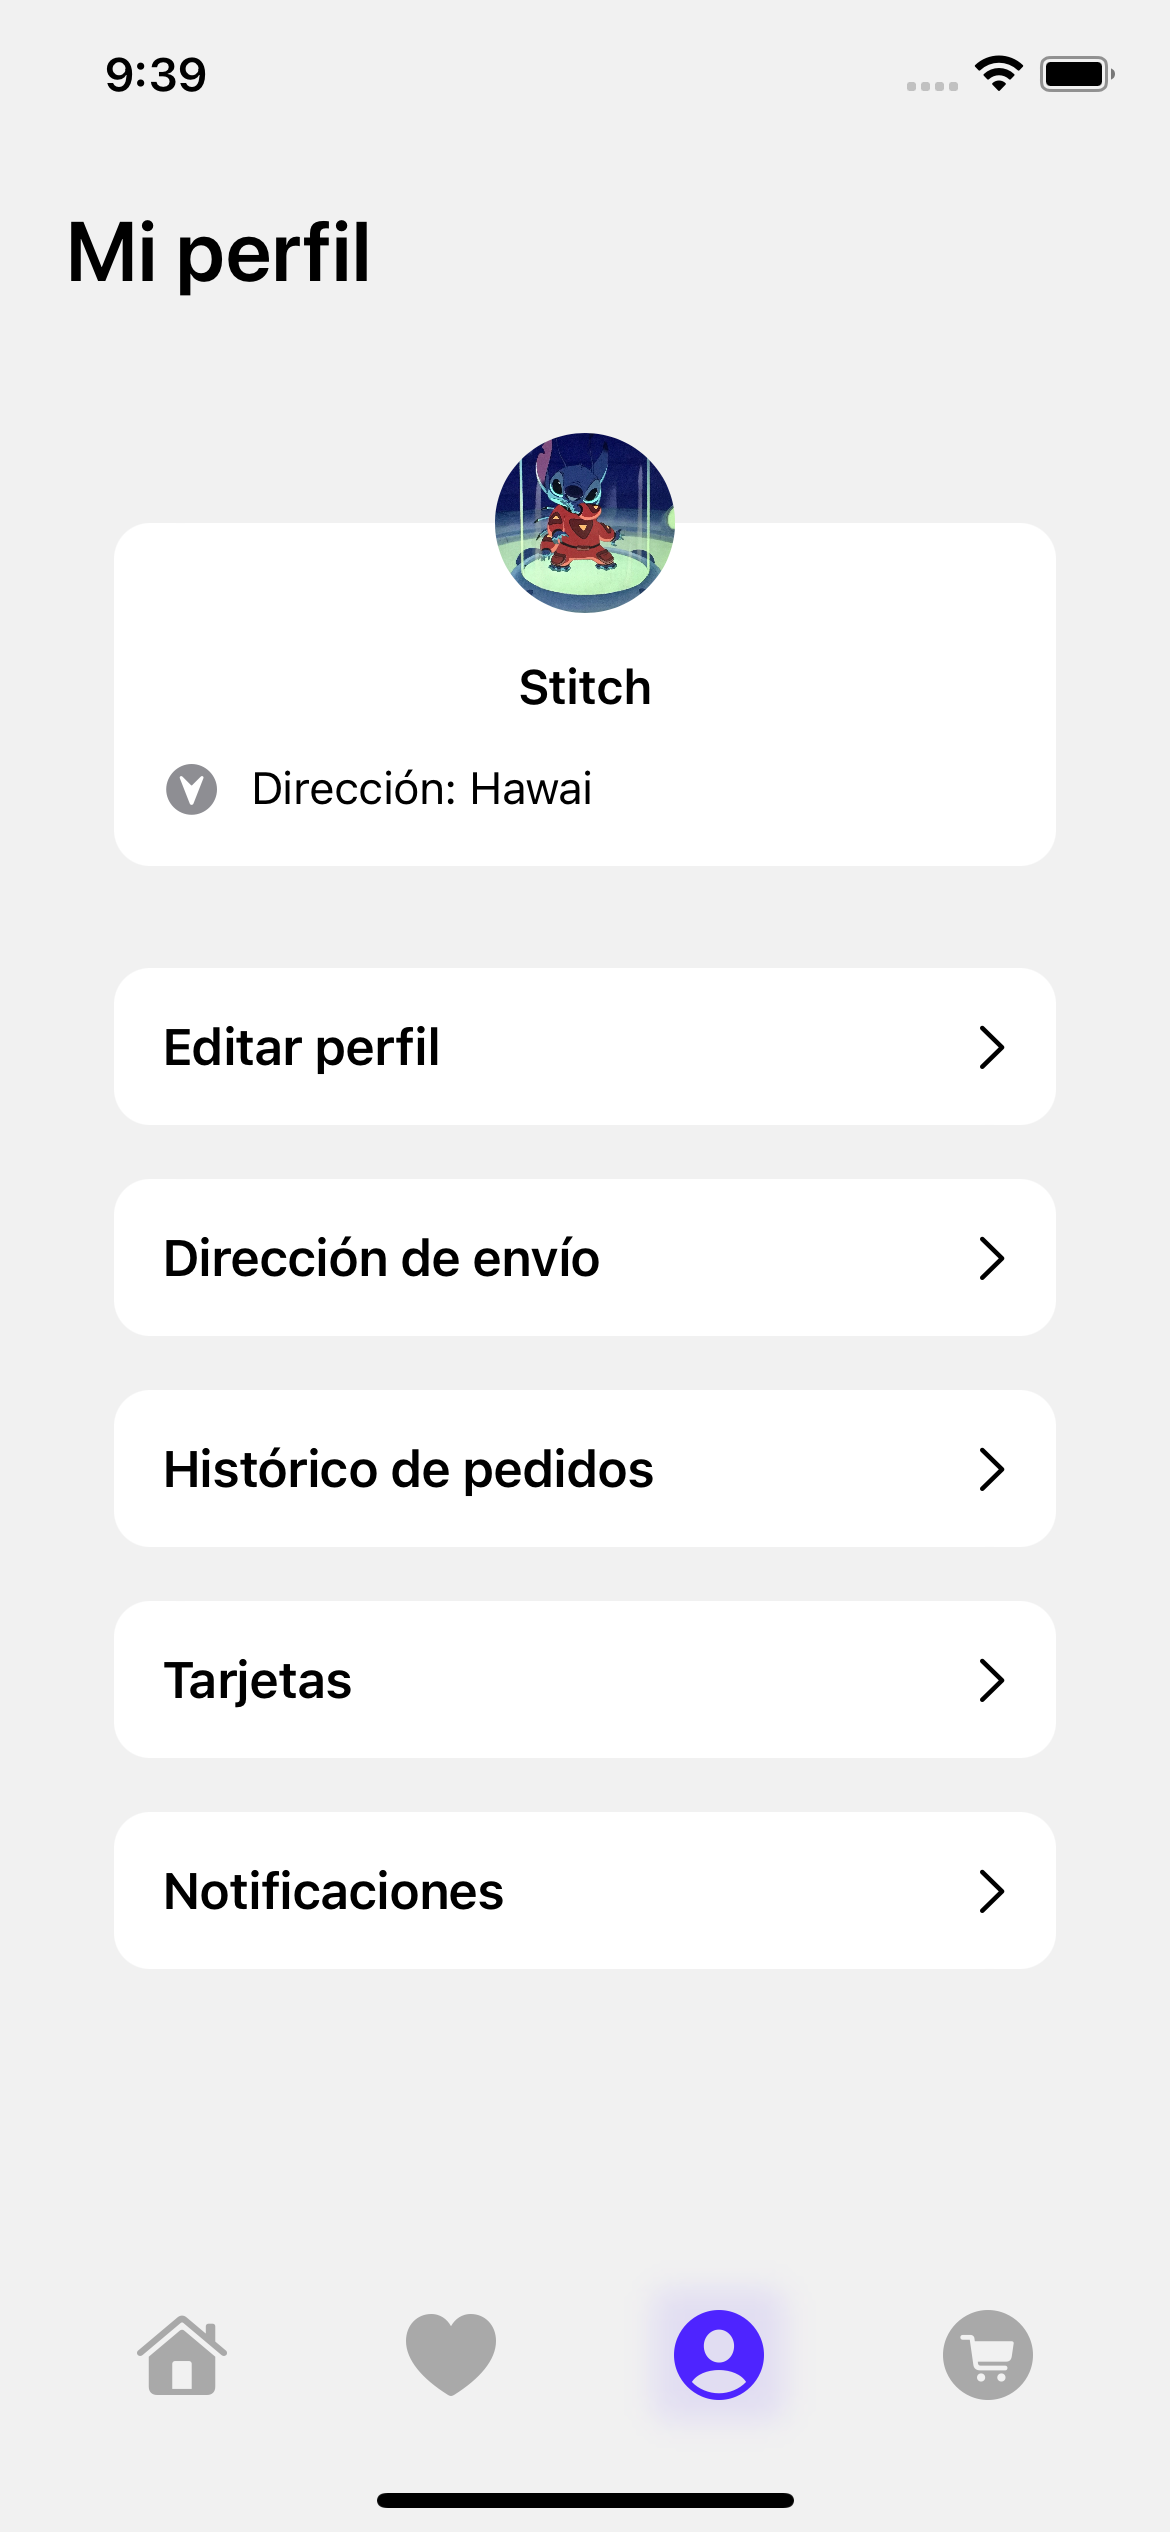 9:39
Mi perfil
Stitch
Dirección: Hawai
Editar perfil
Dirección de envío
Histórico de pedidos
Tarjetas
Notificaciones